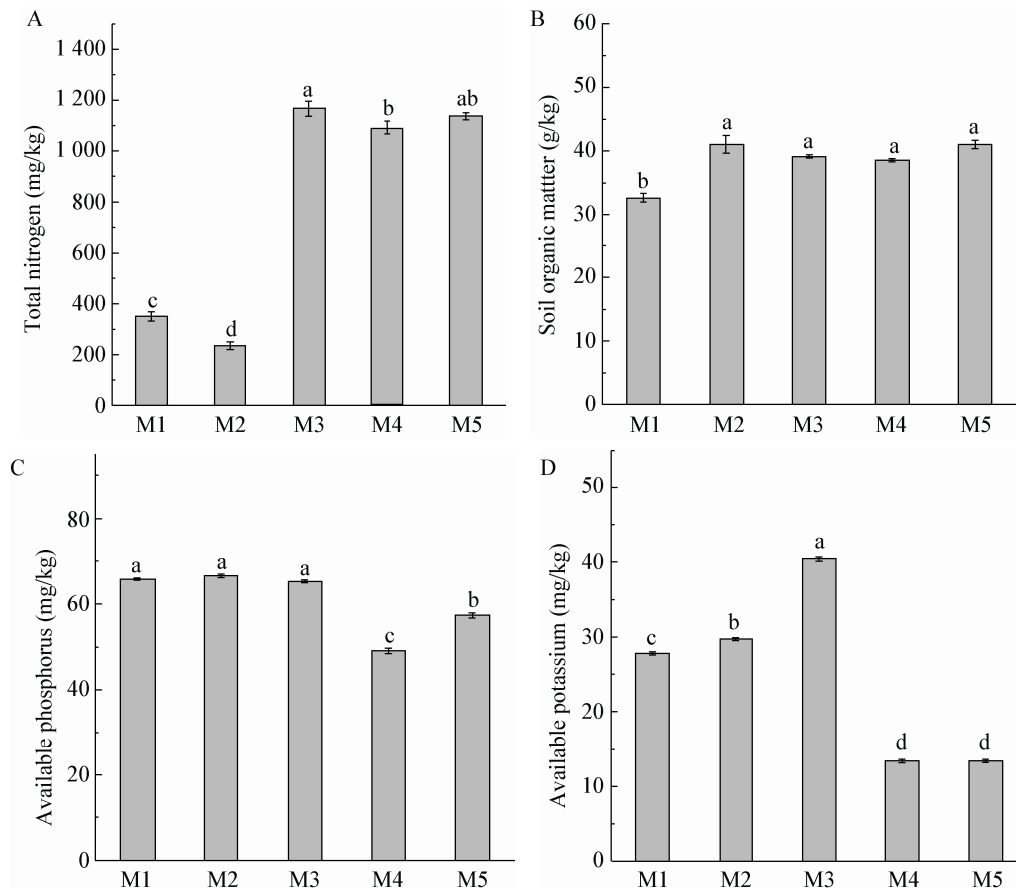 A
Total nitrogen (mg/kg)
1 400
1 200
1 000
800
600
400
200
0
c
d
a
b
ab
M1 M2 M3 M4 M5
B
Soil organic mattter (g/kg)
60
50
40
30
20
10
0
b
a
a
a
a
M1 M2 M3 M4 M5
C
Available phosphorus (mg/kg)
80
60
40
20
0
a
a
a
c
b
M1 M2 M3 M4 M5
D
Available potassium (mg/kg)
50
40
30
20
10
0
c
b
a
d
d
M1 M2 M3 M4 M5